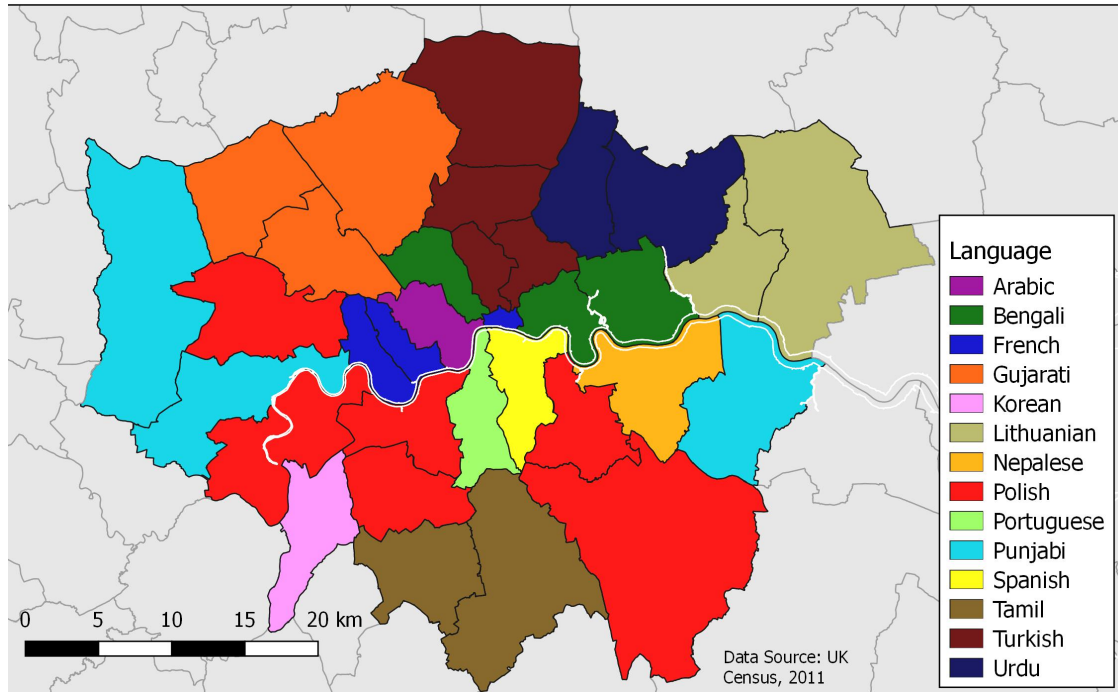 Language
Arabic
Bengali
French
Gujarati
Korean
Lithuanian
Nepalese
Polish
Portuguese
Punjabi
Spanish
Tamil
Turkish
Urdu
0 5 10 15 20 km
Data Source: UK
Census, 2011